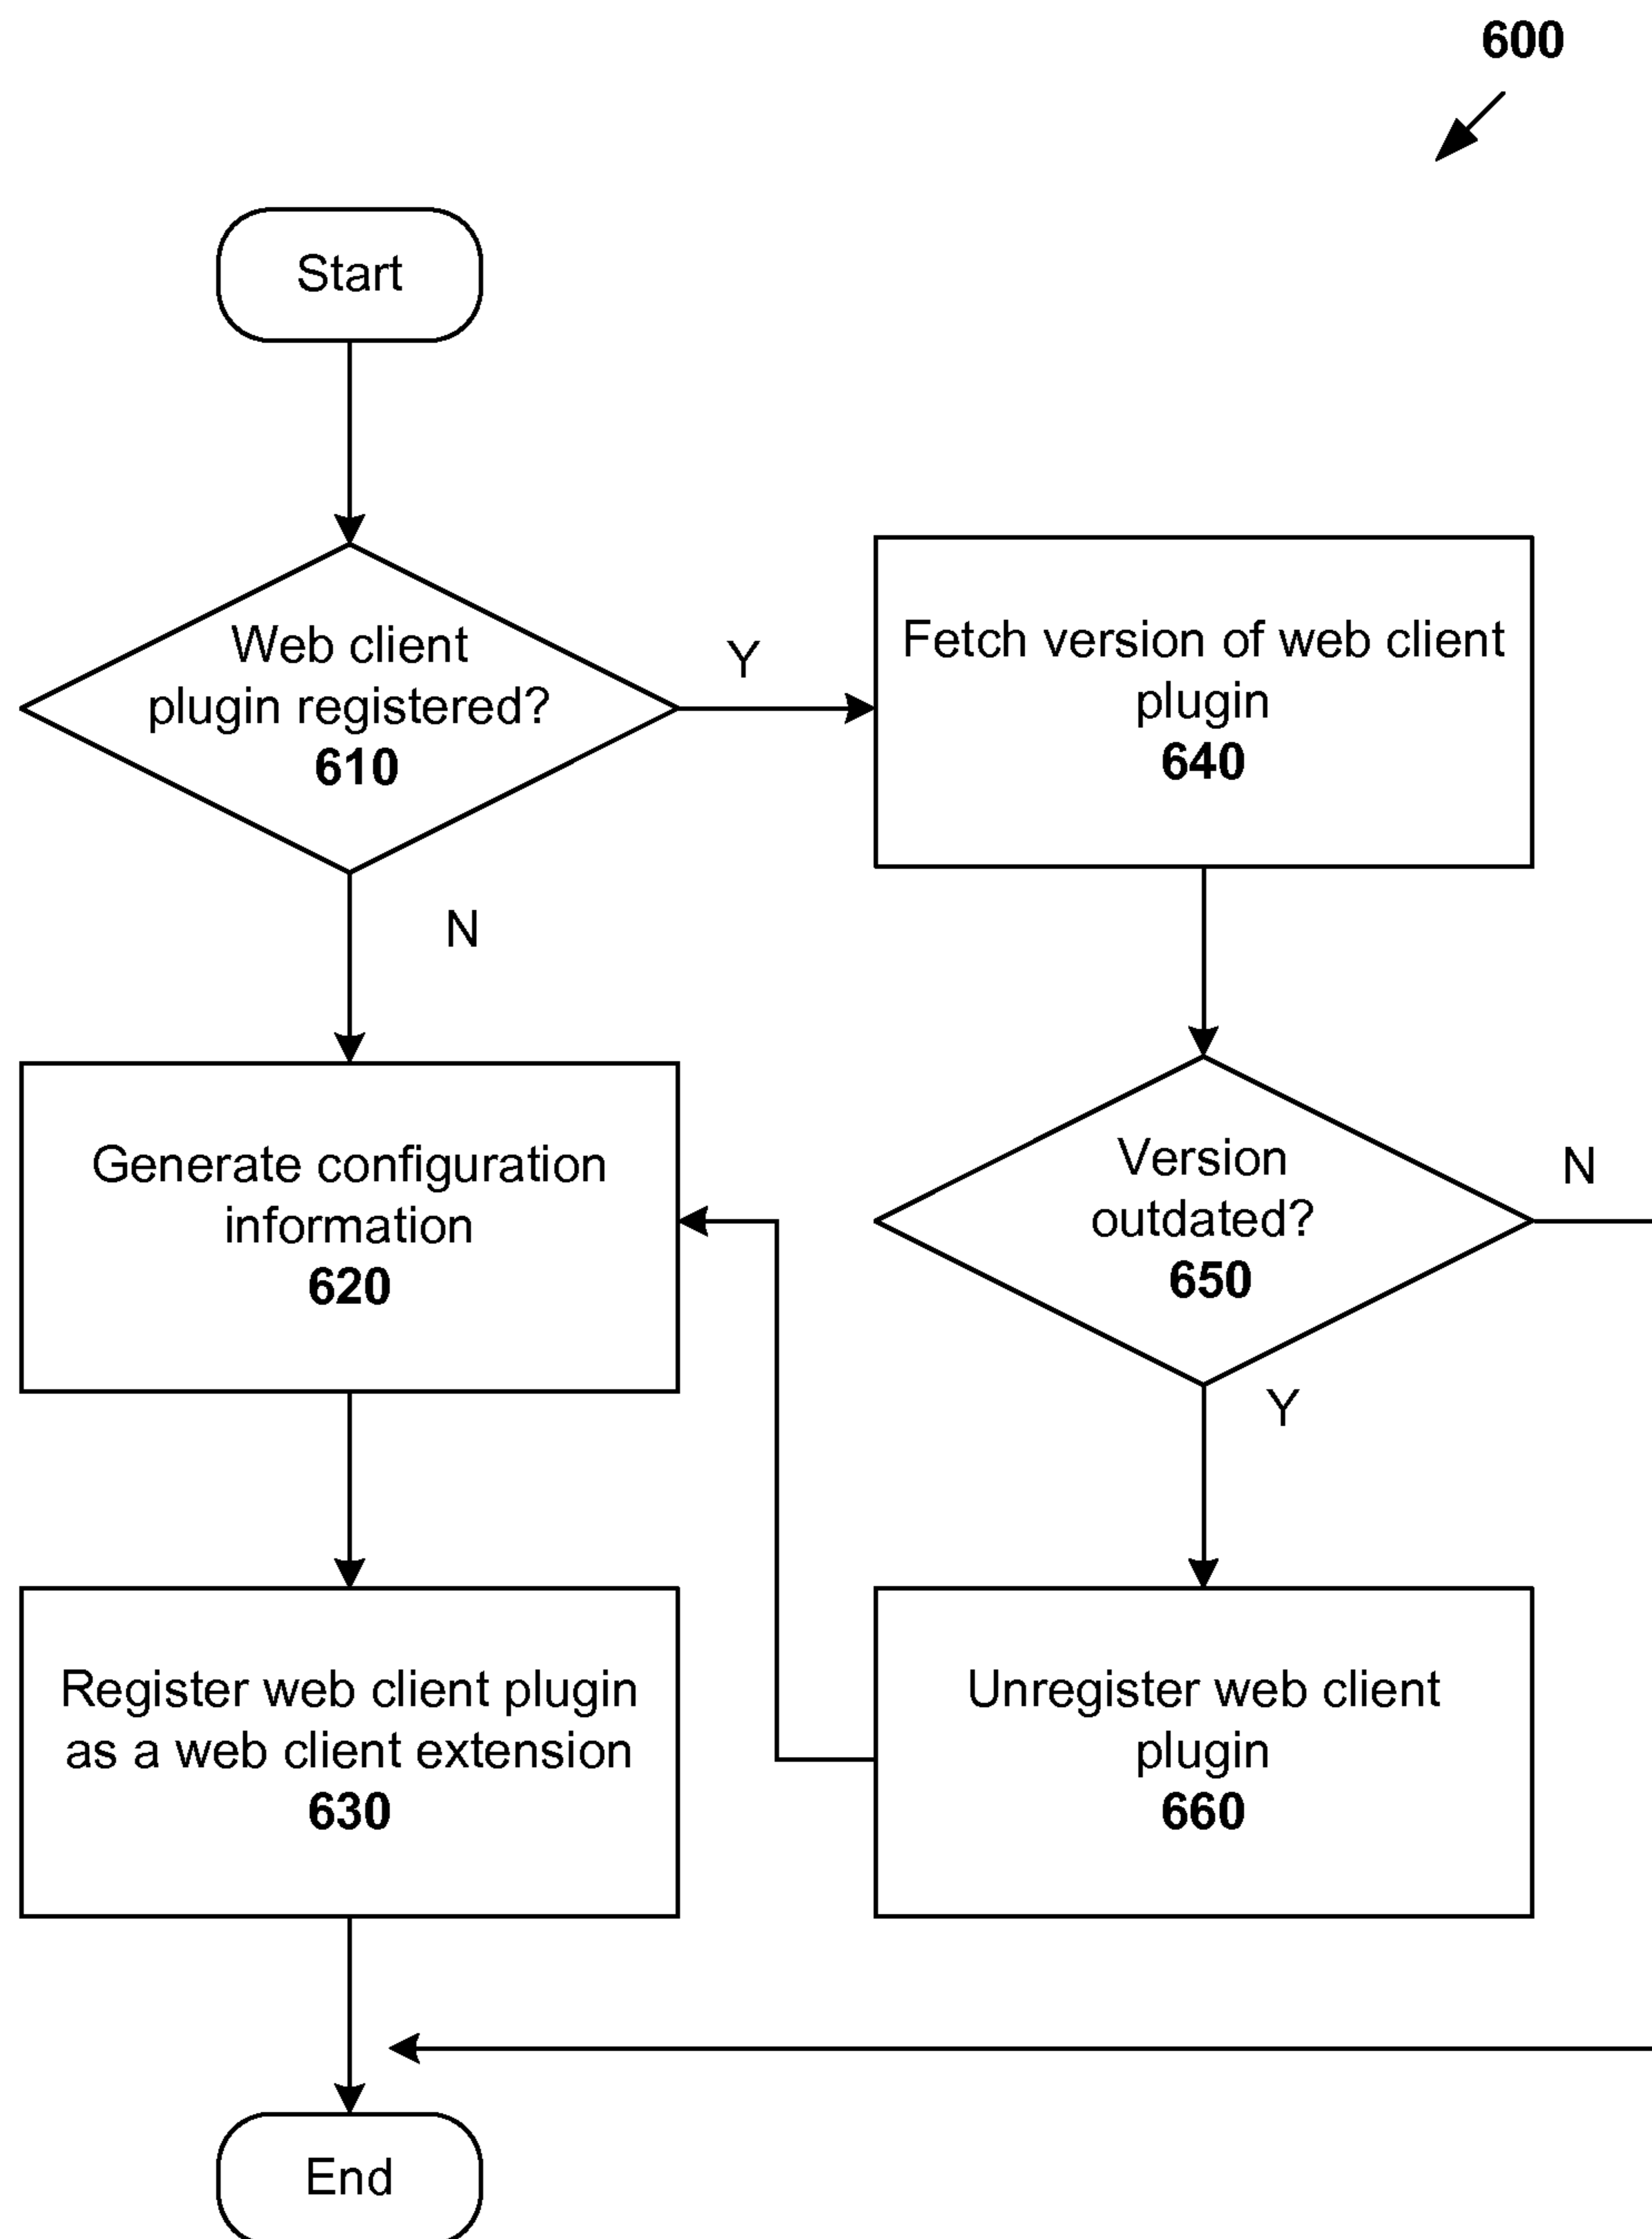 600
Start
Web client
plugin registered?
610
Y
N
Fetch version of web client
plugin
640
Generate configuration
information
620
Version
outdated?
650
N
Y
Register web client plugin
as a web client extension
630
Unregister web client
plugin
660
End